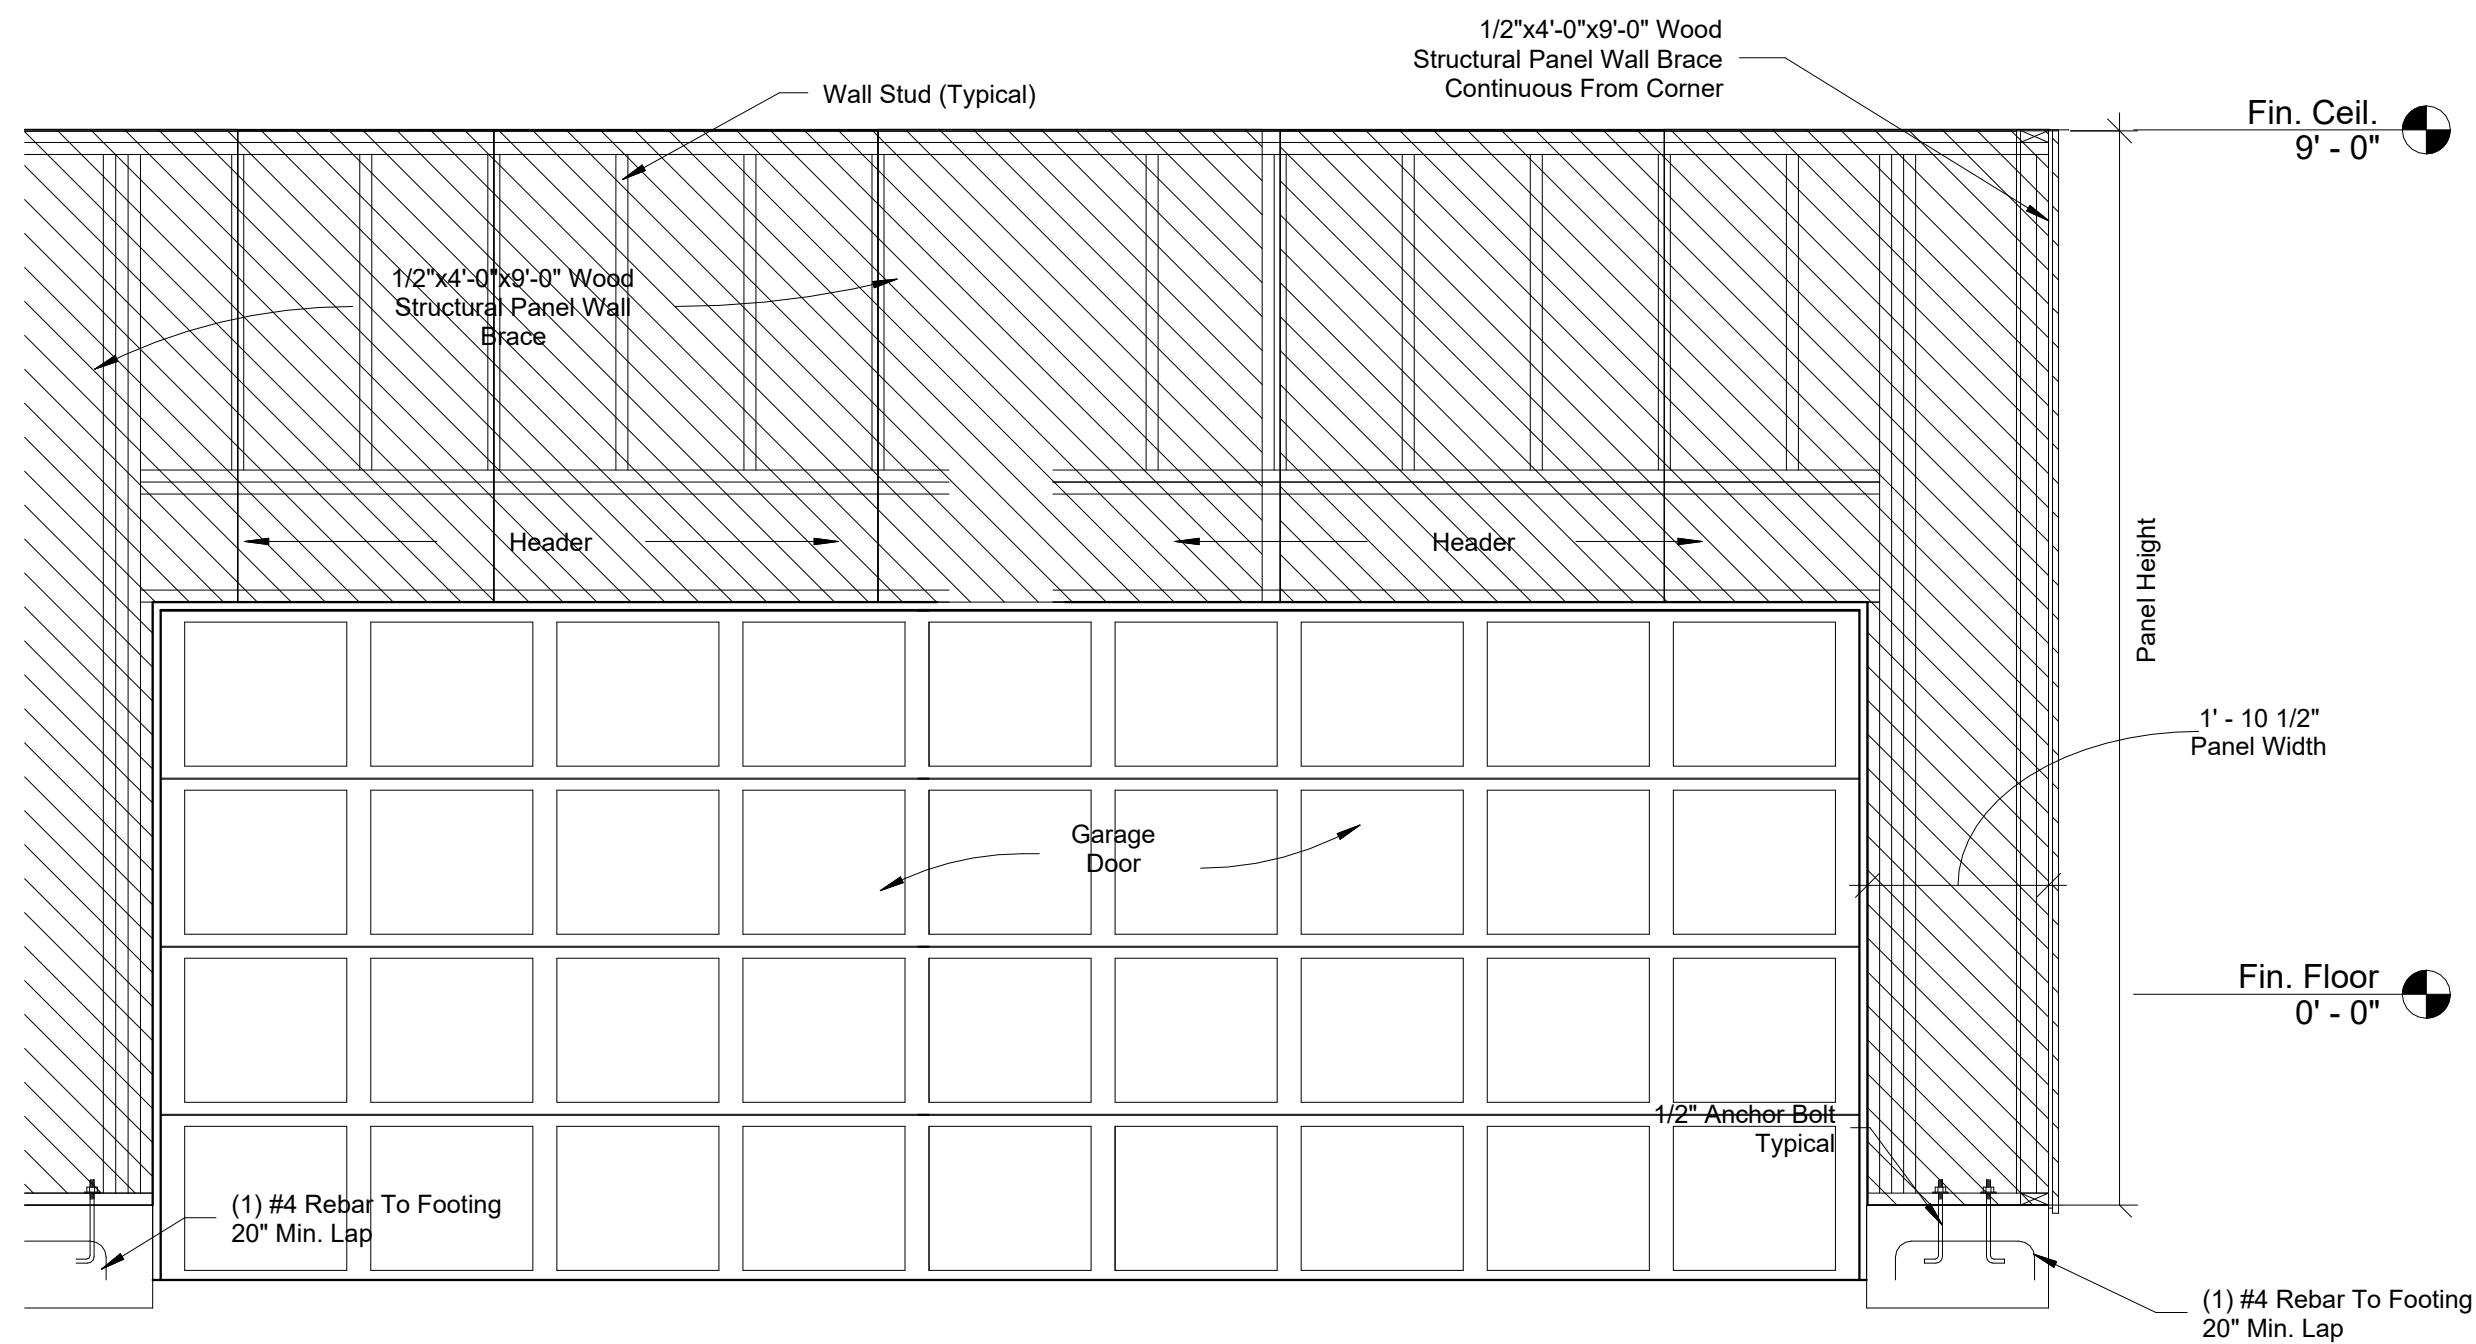 1/2"x4'-0"x9'-0" Wood
Structural Panel Wall Brace
Continuous From Corner
Wall Stud (Typical)
Fin. Ceil.
9' - 0"
1/2"x4'-0"x9'-0" Wood
Structural Panel Wall
Brace
Header
Header
Panel Height
1' - 10 1/2"
Panel Width
Garage
Door
Fin. Floor
0' - 0"
1/2" Anchor Bolt
Typical
(1) #4 Rebar To Footing
20" Min. Lap
(1) #4 Rebar To Footing
20" Min. Lap